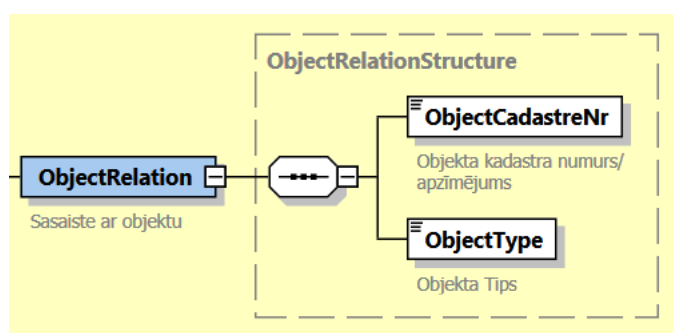 ObjectRelationStructure
ObjectCadastreNr
Objekta kadastra numurs/
apzīmējums
ObjectRelation
Sasaiste ar objektu
ObjectType
Objekta Tips